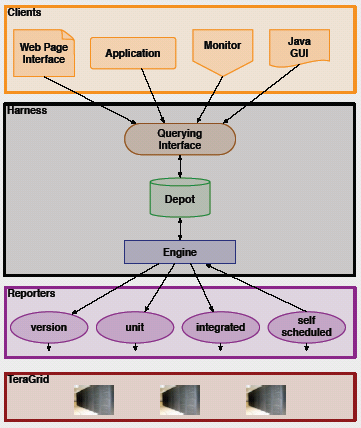 Clients
Web Page
Interface
Application
Monitor
Java
GUI
Harness
Querying
Interface
Depot
Engine
Reporters
version
unit
integrated
self
scheduled
TeraGrid